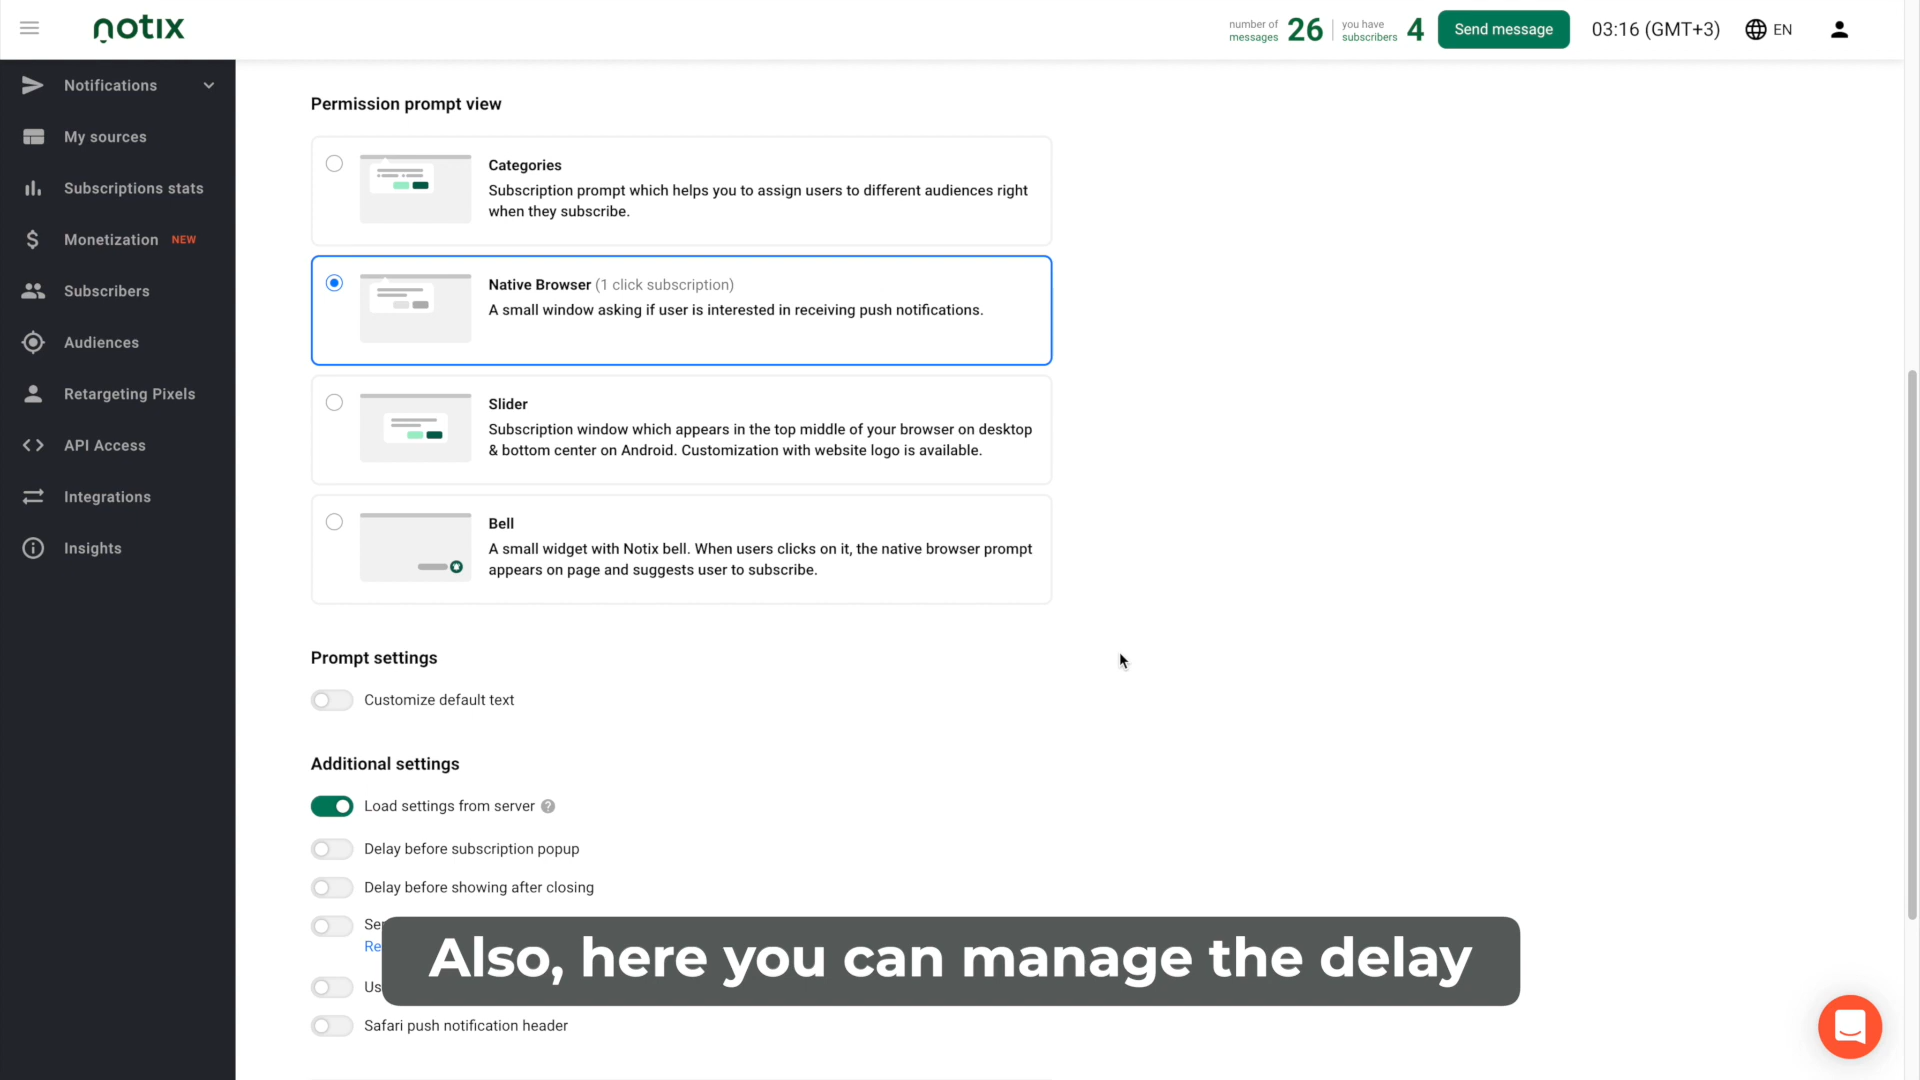 notix
number of messages 26
you have subscribers 4
Send message
03:16 (GMT+3)
EN
Notifications
My sources
Subscriptions stats
Monetization NEW
Subscribers
Audiences
Retargeting Pixels
API Access
Integrations
Insights
Permission prompt view
Categories
Subscription prompt which helps you to assign users to different audiences right
when they subscribe.
Native Browser (1 click subscription)
A small window asking if user is interested in receiving push notifications.
Slider
Subscription window which appears in the top middle of your browser on desktop
& bottom center on Android. Customization with website logo is available.
Bell
A small widget with Notix bell. When users clicks on it, the native browser prompt
appears on page and suggests user to subscribe.
Prompt settings
Customize default text
Additional settings
Load settings from server ?
Delay before subscription popup
Delay before showing after closing
Also, here you can manage the delay
Safari push notification header